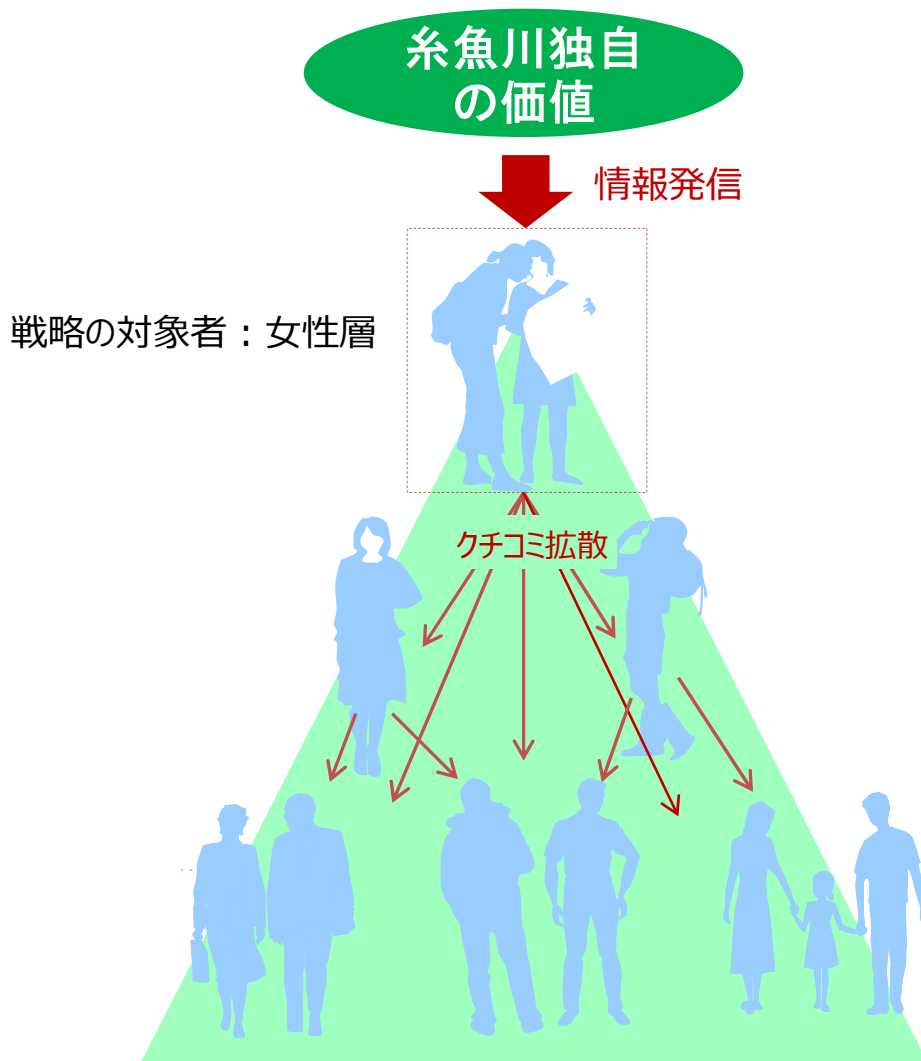 糸魚川独自
の価値
情報発信
戦略の対象者：女性層
クチコミ拡散